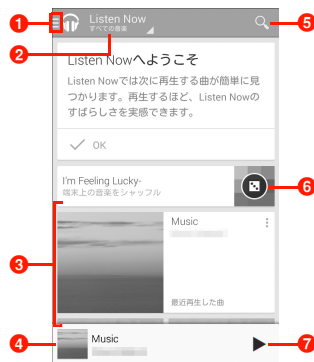 Listen Now
すべての音楽
Listen Nowへようこそ
Listen Nowでは次に再生する曲が簡単に見
つかります。再生するほど、Listen Nowの
すばらしさを実感できます。
OK
I'm Feeling Lucky-
端末上の音楽をシャッフル
Music
最近再生した曲
Music
1
2
3
4
5
6
7